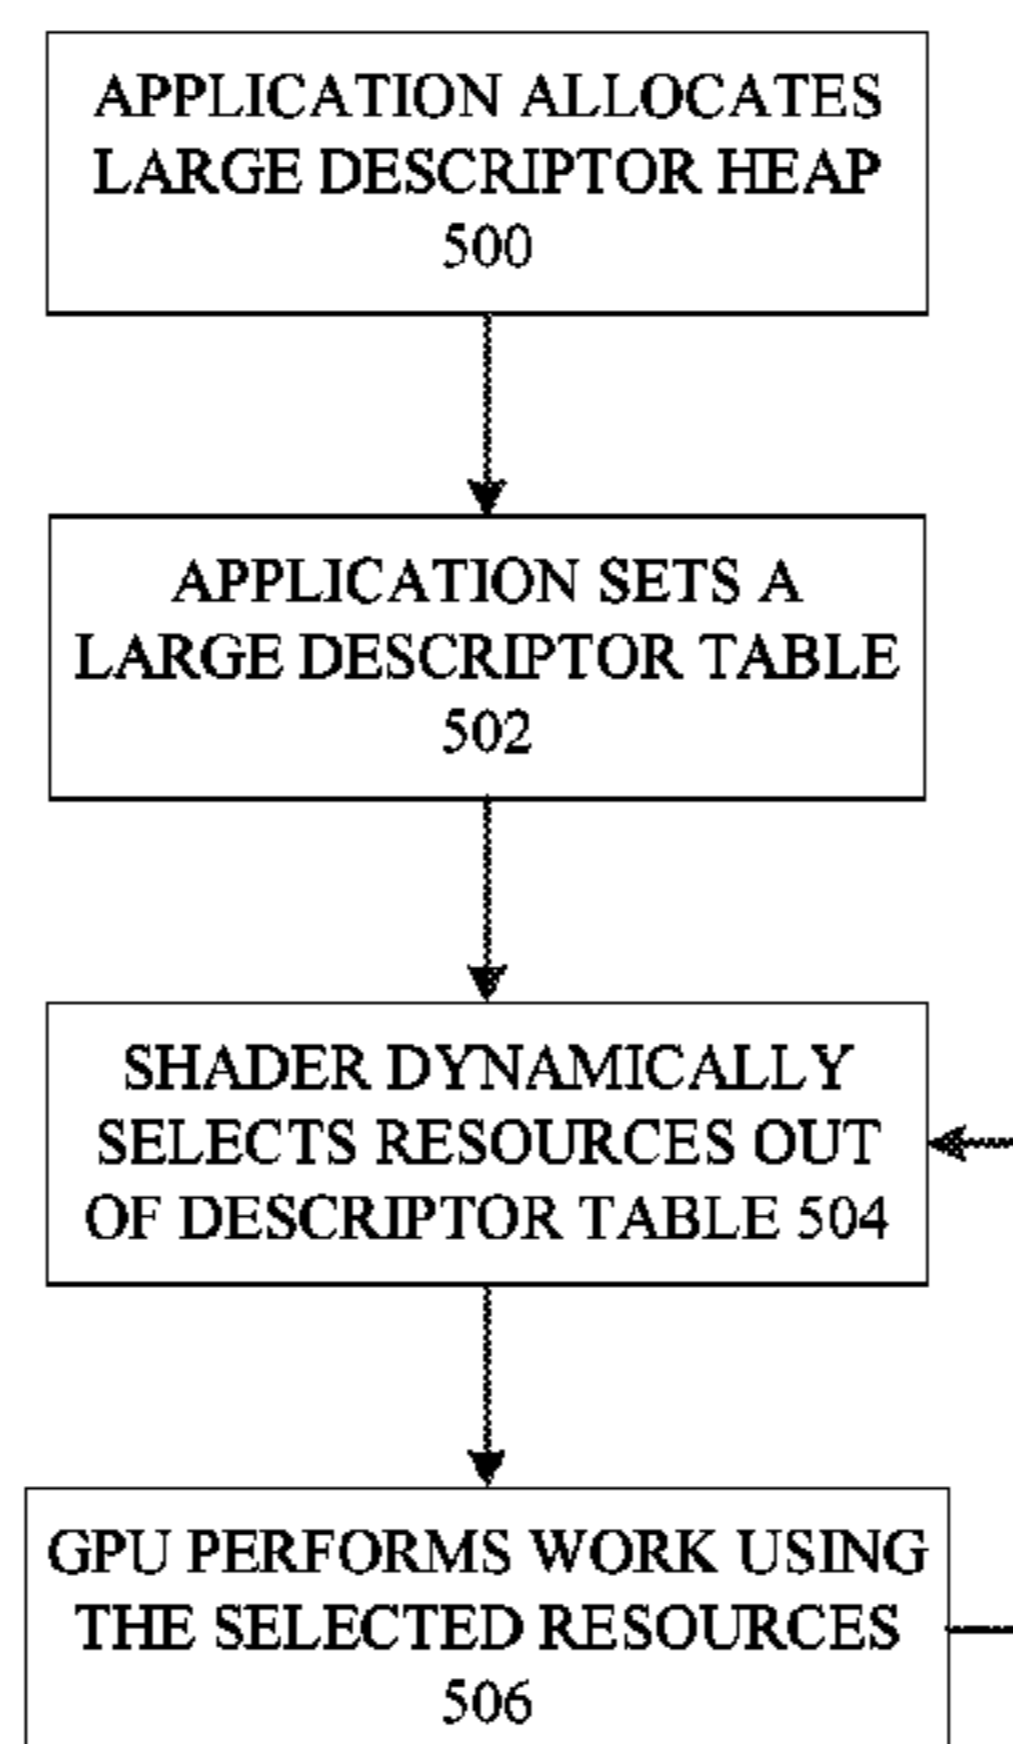 APPLICATION ALLOCATES
LARGE DESCRIPTOR HEAP
500
APPLICATION SETS A
LARGE DESCRIPTOR TABLE
502
SHADER DYNAMICALLY
SELECTS RESOURCES OUT
OF DESCRIPTOR TABLE 504
GPU PERFORMS WORK USING
THE SELECTED RESOURCES
506